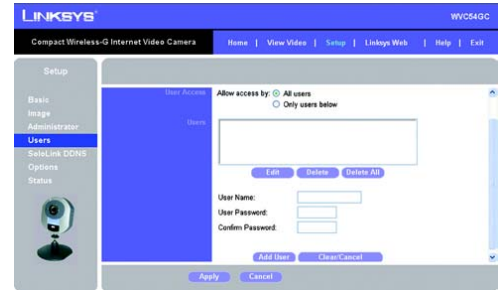 LINKSYS
WVC54GC
Compact Wireless-G Internet Video Camera
Home | View Video | Setup | Linksys Web | Help | Exit
Setup
Basic
Image
Administrator
Users
SoloLink DDNS
Options
Status
User Access
Allow access by: All users
Only users below
Users
Edit Delete Delete All
User Name:
User Password:
Confirm Password:
Add User Clear/Cancel
Apply Cancel